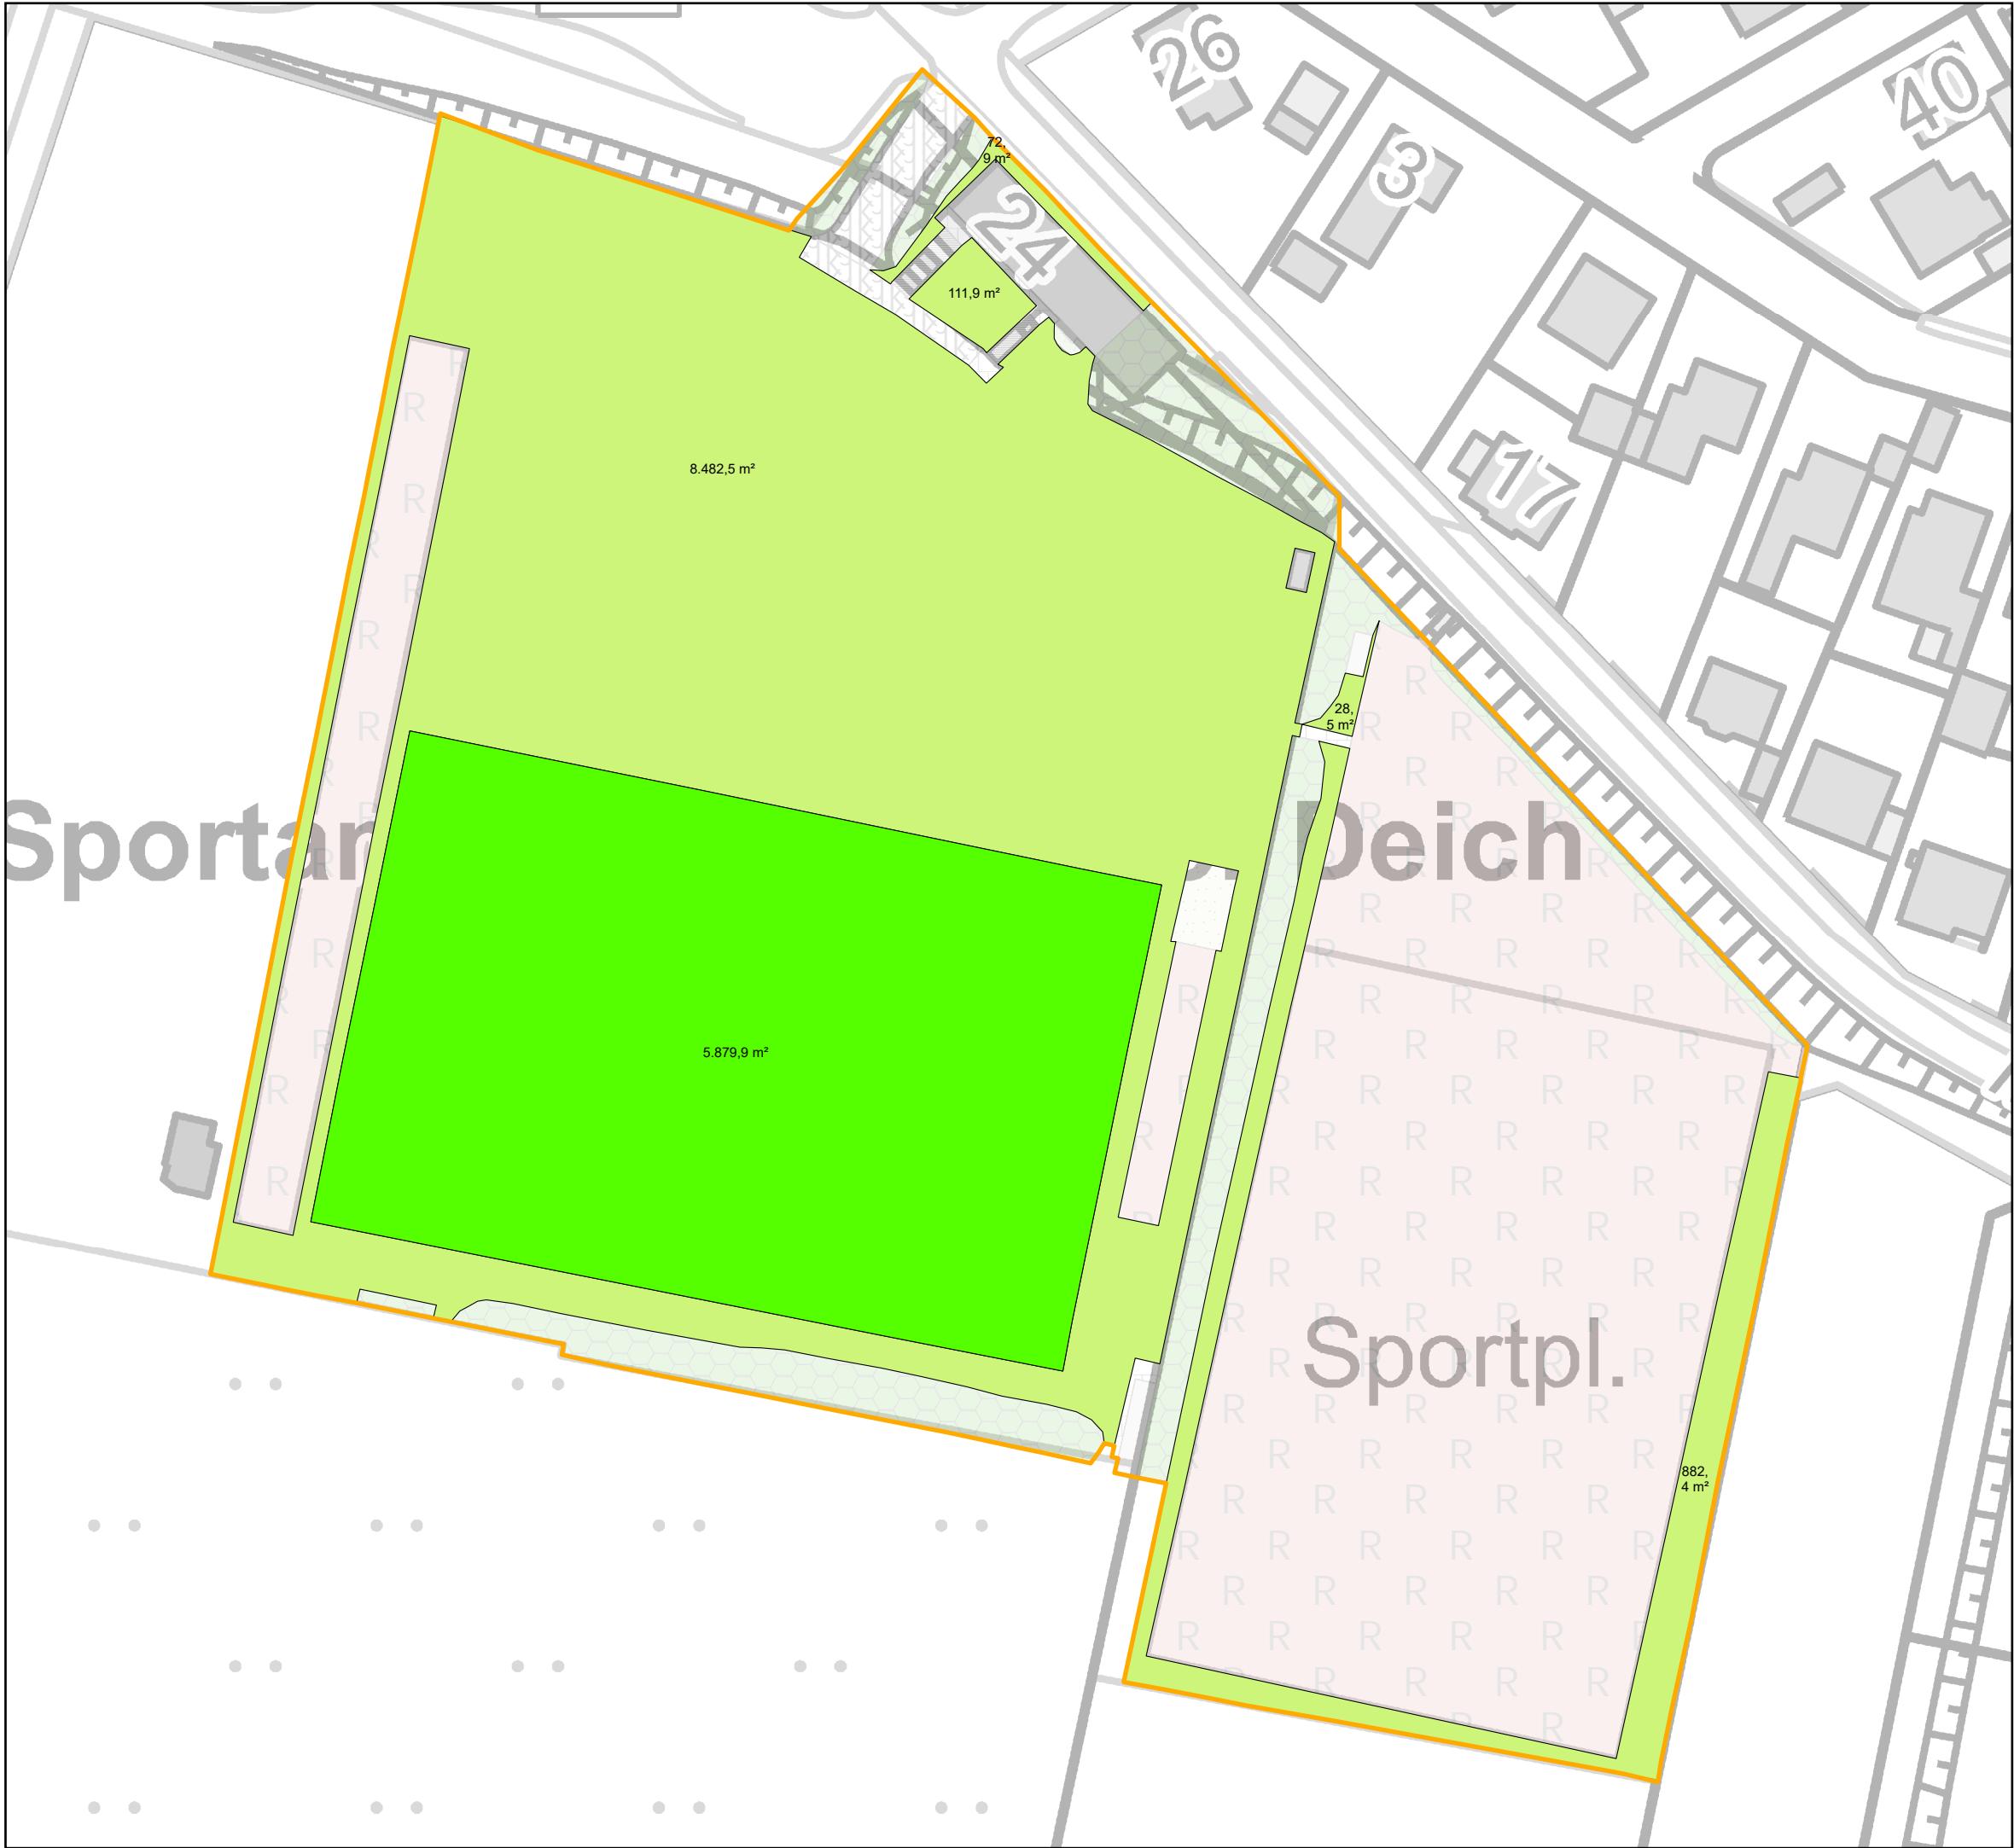 26
40
3
72,
9 m²
24
111,9 m²
17
8.482,5 m²
28,
5 m²
Deich
5.879,9 m²
Sportpl.
882,
4 m²